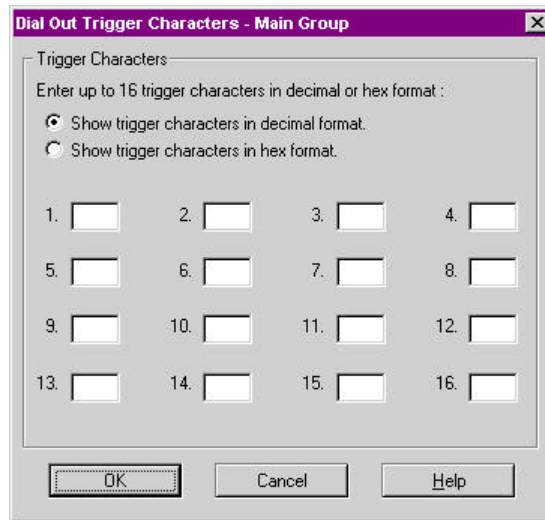 Dial Out Trigger Characters - Main Group
Trigger Characters
Enter up to 16 trigger characters in decimal or hex format :
Show trigger characters in decimal format.
Show trigger characters in hex format.
1. 2. 3. 4.
5. 6. 7. 8.
9. 10. 11. 12.
13. 14. 15. 16.
OK Cancel Help